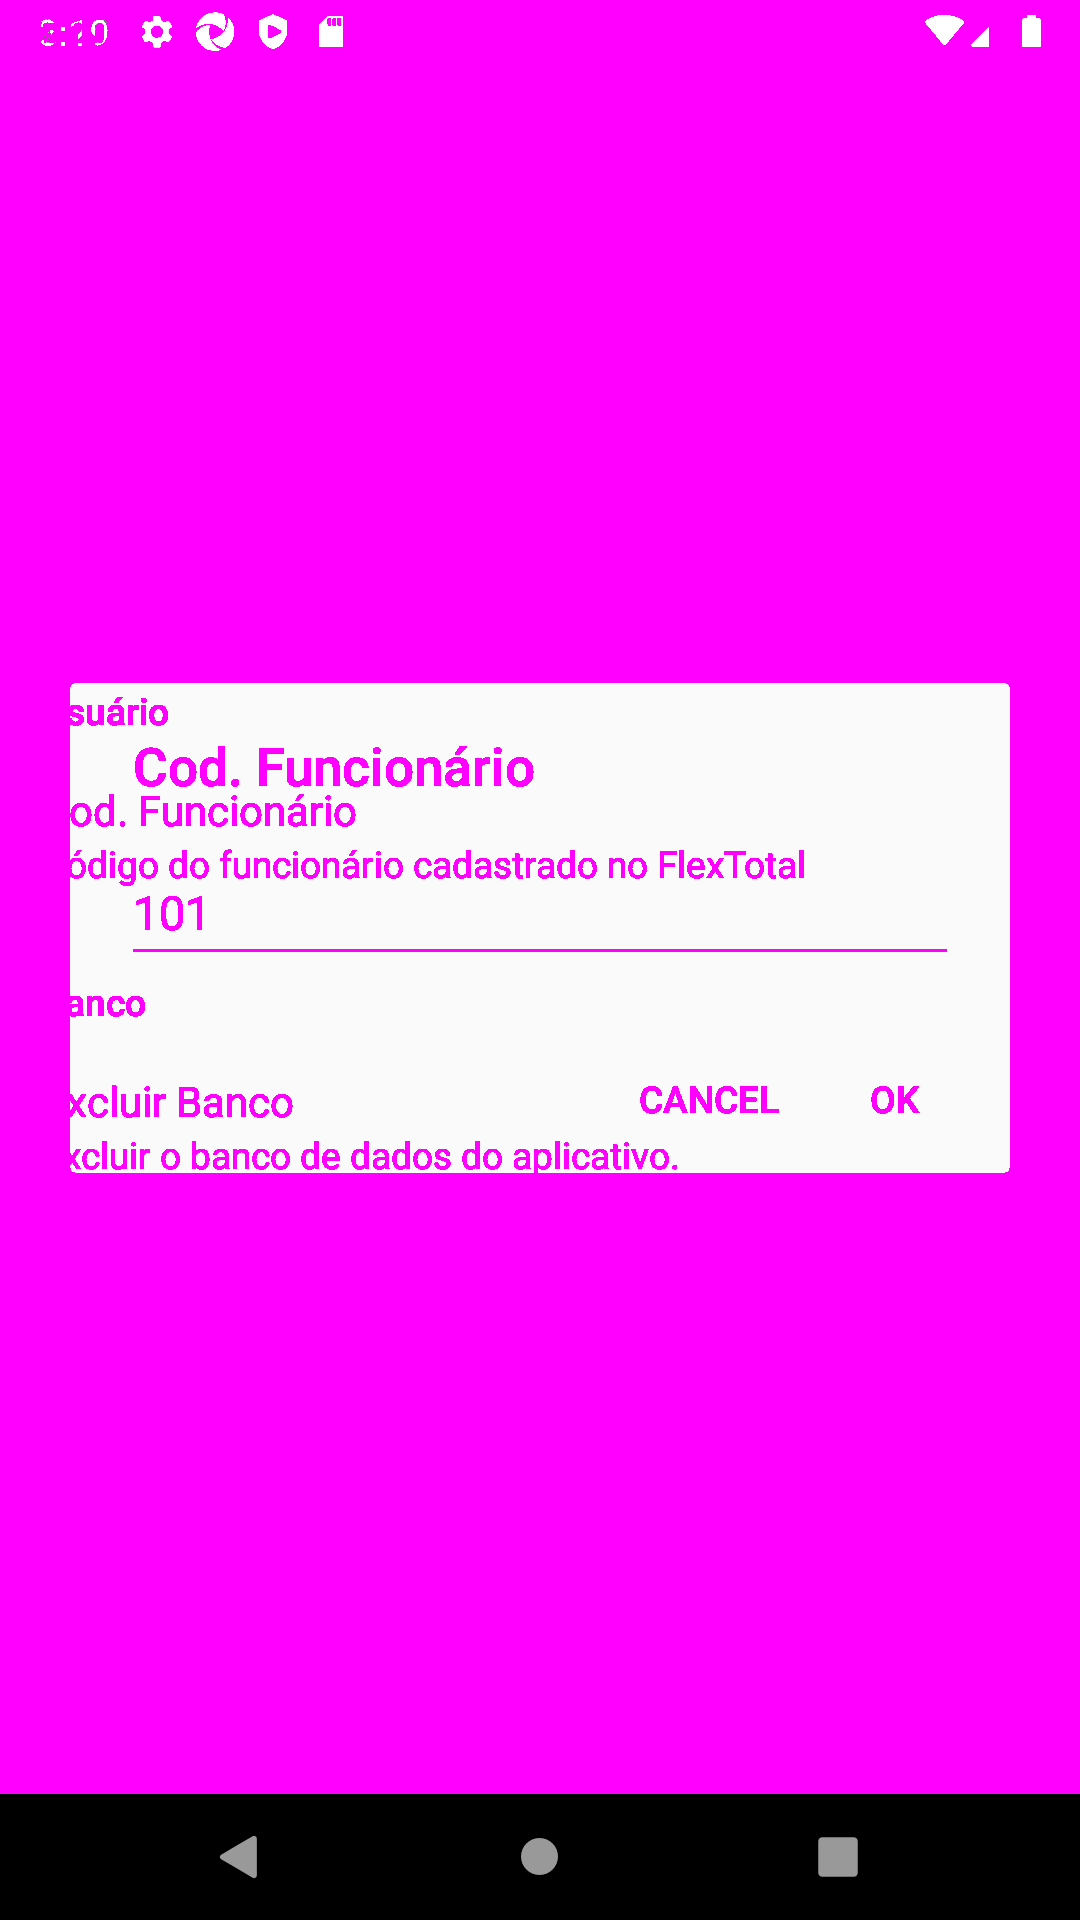 suário
Cod. Funcionário
od. Funcionário
ódigo do funcionário cadastrado no FlexTotal
101
anco
xcluir Banco
CANCEL OK
xcluir o banco de dados do aplicativo.